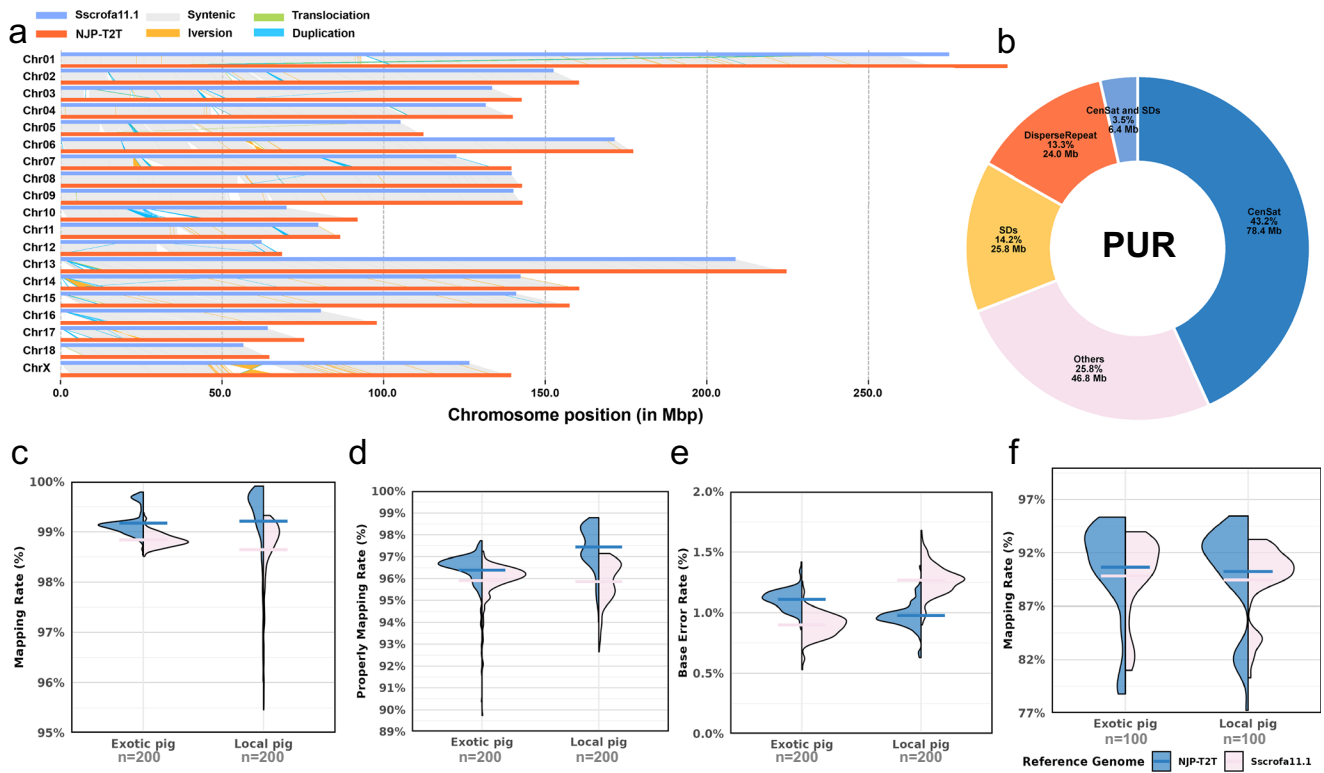 a
Sscrofa11.1
Syntenic
Translociation
NJP-T2T
Iversion
Duplication
Chr01
Chr02
Chr03
Chr04
Chr05
Chr06
Chr07
Chr08
Chr09
Chr10
Chr11
Chr12
Chr13
Chr14
Chr15
Chr16
Chr17
Chr18
ChrX
0.0 50.0 100.0 150.0 200.0 250.0
Chromosome position (in Mbp)
b
CenSat and SDs
3.5%
6.4 Mb
DisperseRepeat
13.3%
24.0 Mb
CenSat
43.2%
78.4 Mb
SDs
14.2%
25.8 Mb
PUR
Others
25.8%
46.8 Mb
c
Mapping Rate (%)
100%
99%
98%
97%
96%
95%
Exotic pig Local pig
n=200 n=200
d
Properly Mapping Rate (%)
100%
99%
98%
97%
96%
95%
94%
93%
92%
91%
90%
89%
Exotic pig Local pig
n=200 n=200
e
Base Error Rate (%)
2.0%
1.5%
1.0%
0.5%
0.0%
Exotic pig Local pig
n=200 n=200
f
Mapping Rate (%)
97%
92%
87%
82%
77%
Exotic pig Local pig
n=100 n=100
Reference Genome NJP-T2T Sscrofa11.1